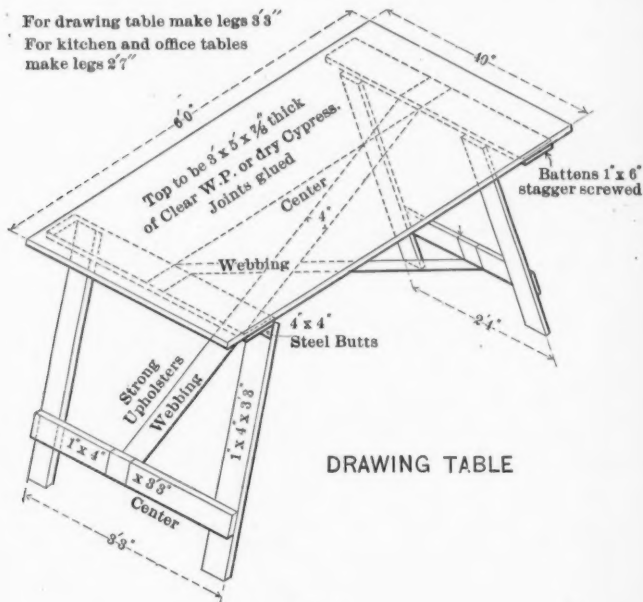 For drawing table make legs 3'3"
For kitchen and office tables
make legs 2'7"
6'0"
40"
Top to be 3' x 5' x 7/8" thick
of Clear W.P. or dry Cypress.
Joints glued
Battens 1" x 6"
stagger screwed
Center
4"
Webbing
2'4"
4" x 4"
Steel Butts
Strong
Upholsters
Webbing
1" x 4" x 3'3"
1" x 4"
x 3'3"
Center
3'3"
DRAWING TABLE